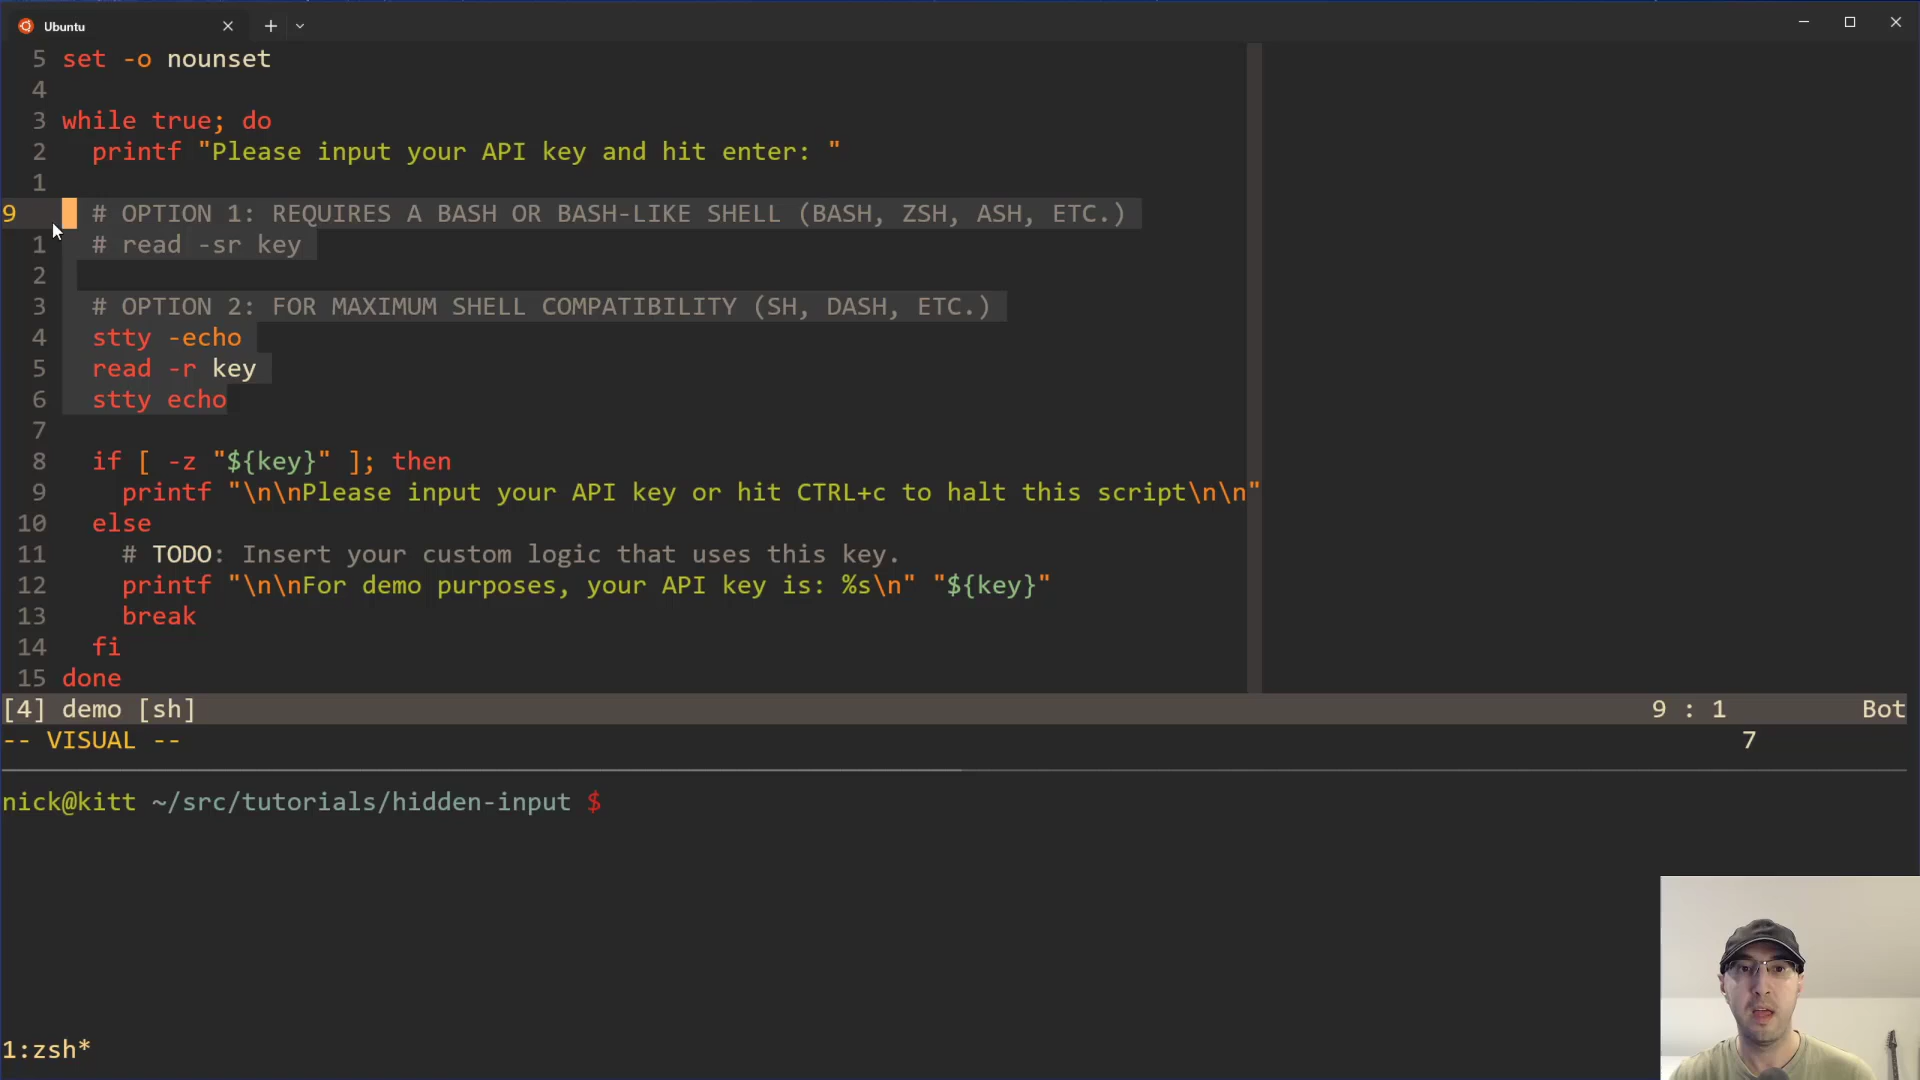 Ubuntu
5 set -o nounset
4
3 while true; do
2   printf "Please input your API key and hit enter: "
1
9   # OPTION 1: REQUIRES A BASH OR BASH-LIKE SHELL (BASH, ZSH, ASH, ETC.)
1   # read -sr key
2
3   # OPTION 2: FOR MAXIMUM SHELL COMPATIBILITY (SH, DASH, ETC.)
4   stty -echo
5   read -r key
6   stty echo
7
8   if [ -z "${key}" ]; then
9     printf "\n\nPlease input your API key or hit CTRL+c to halt this script\n\n"
10   else
11     # TODO: Insert your custom logic that uses this key.
12     printf "\n\nFor demo purposes, your API key is: %s\n" "${key}"
13     break
14   fi
15 done
[4] demo [sh] 9 : 1 Bot
-- VISUAL -- 7
nick@kitt ~/src/tutorials/hidden-input $
1:zsh*